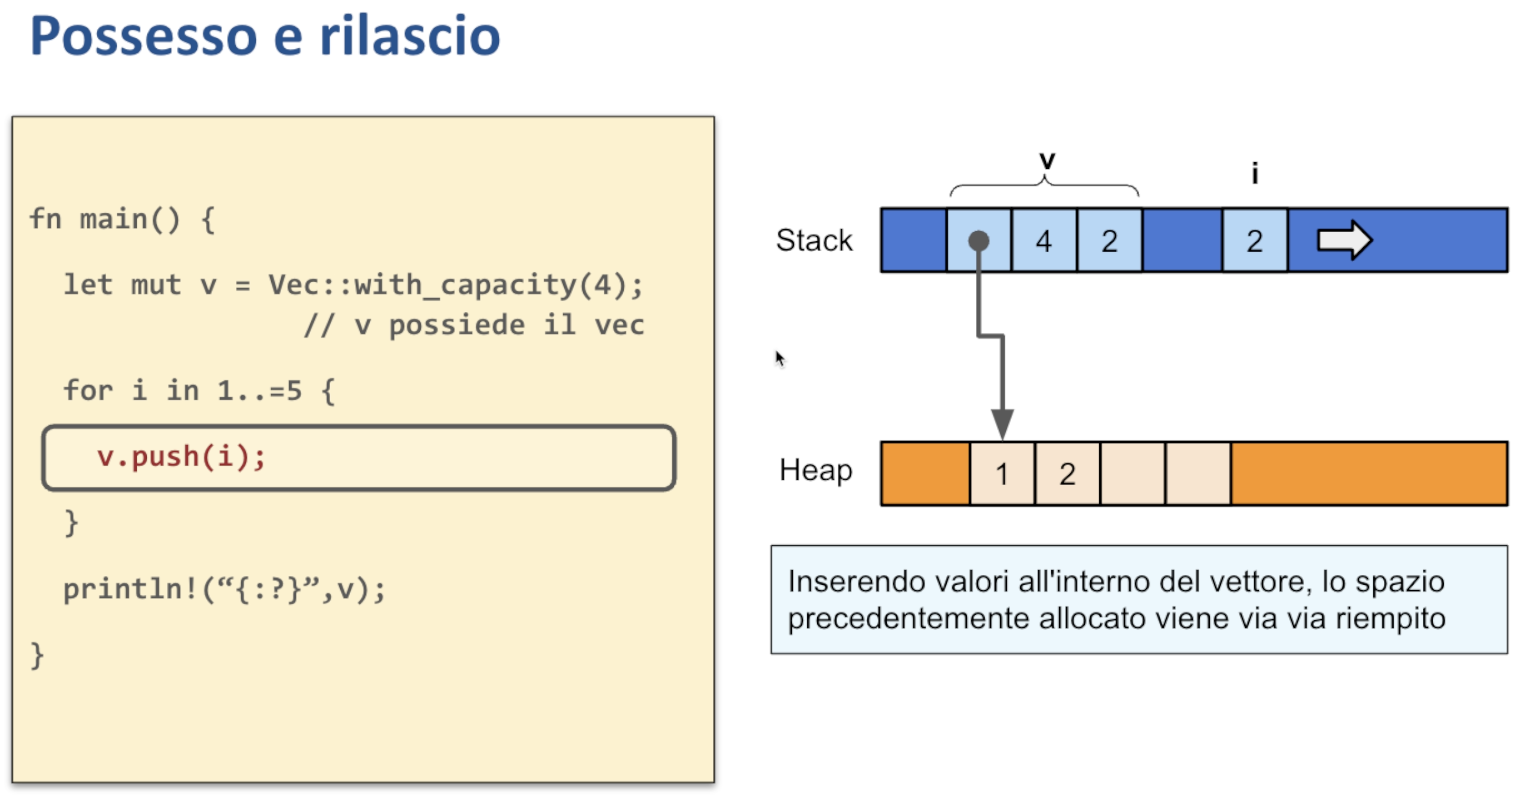 Possesso e rilascio
fn main() {
let mut v = Vec::with_capacity(4);
// v possiede il vec
for i in 1..=5 {
v.push(i);
}
println!(“{:?}”,v);
}
v
i
Stack
4
2
2
Heap
1
2
Inserendo valori all'interno del vettore, lo spazio
precedentemente allocato viene via via riempito